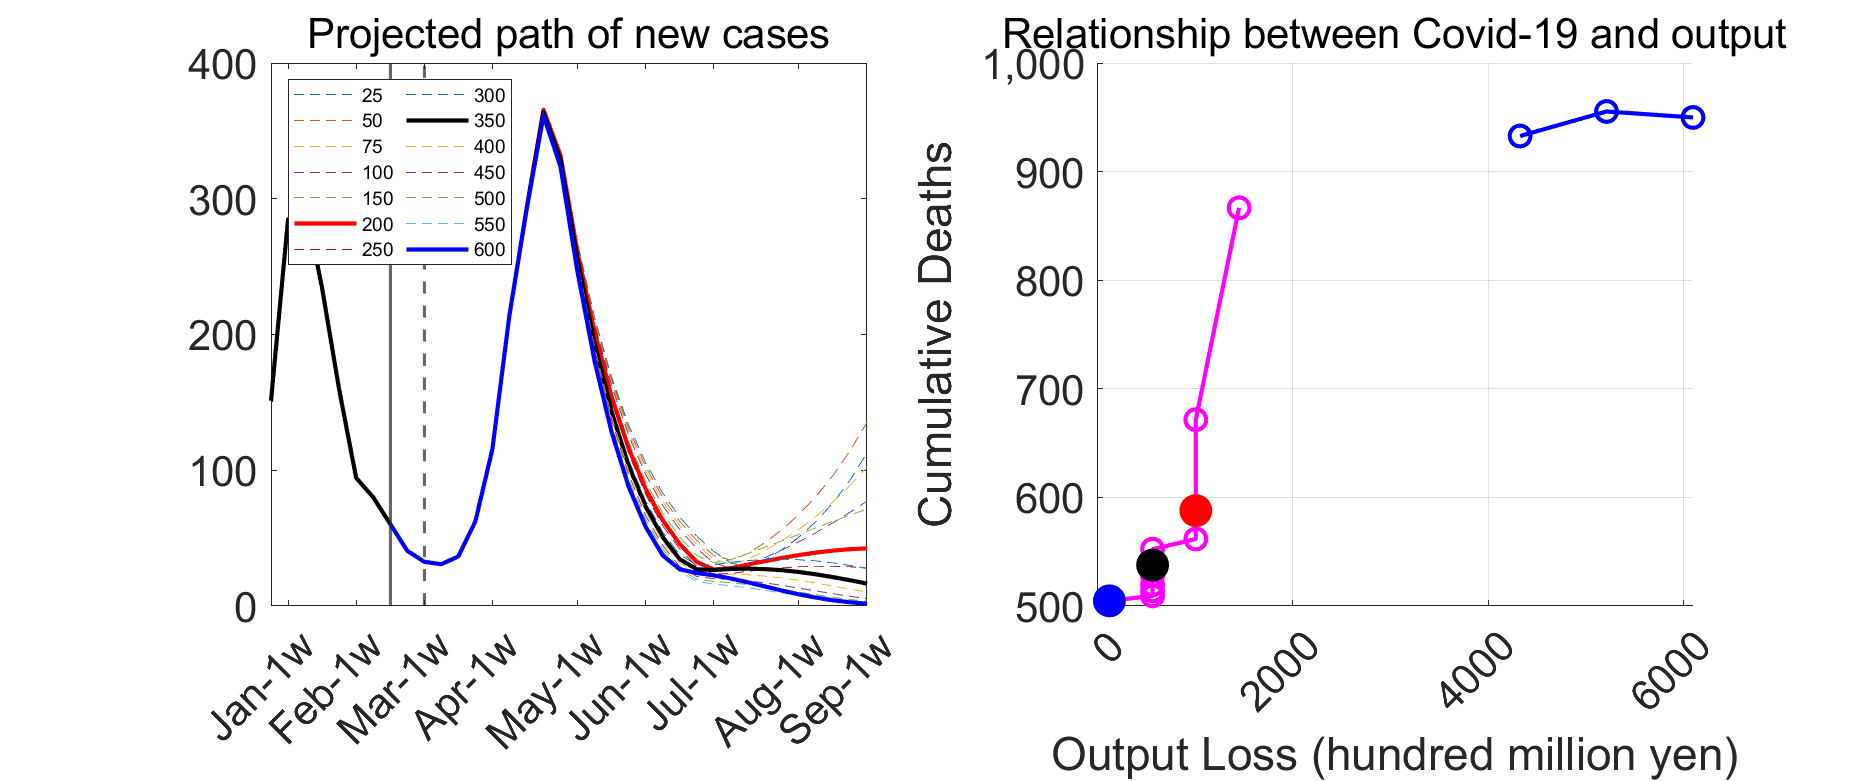 Projected path of new cases
400
300
200
100
0
25 300
50 350
75 400
100 450
150 500
200 550
250 600
Jan-1w
Feb-1w
Mar-1w
Apr-1w
May-1w
Jun-1w
Jul-1w
Aug-1w
Sep-1w
Relationship between Covid-19 and output
Cumulative Deaths
1,000
900
800
700
600
500
0
2000
4000
6000
Output Loss (hundred million yen)